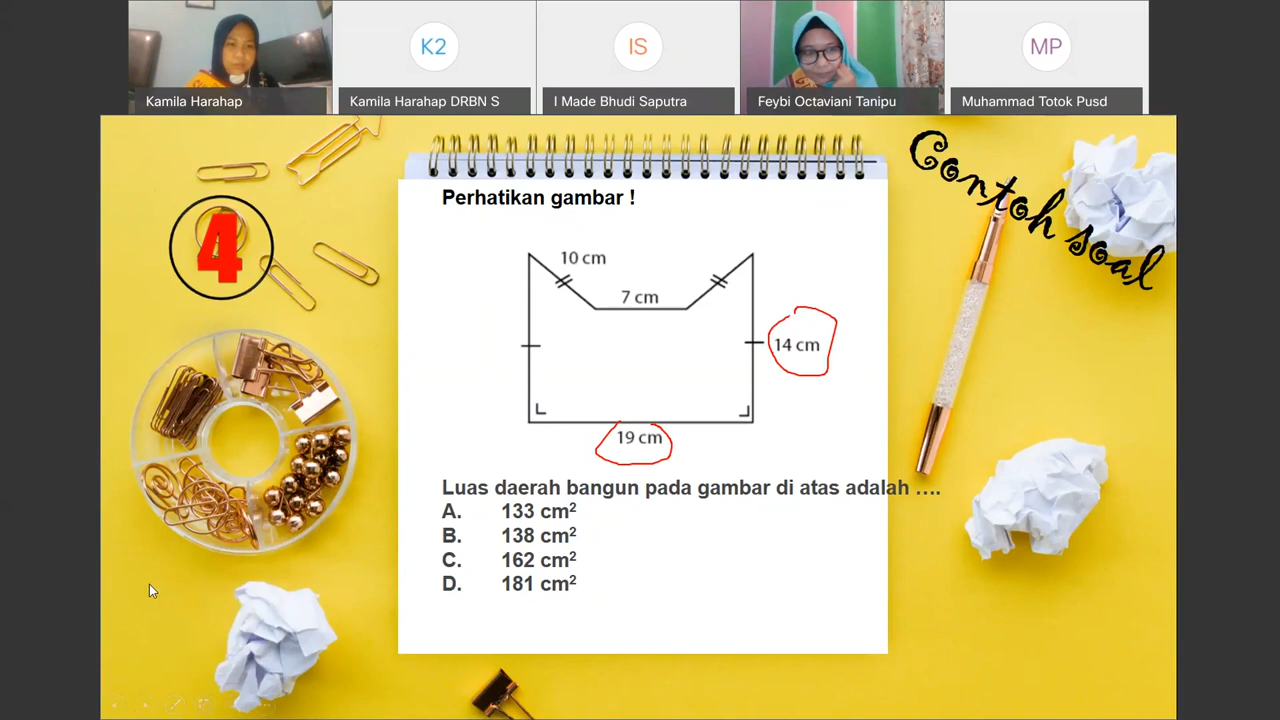 K2
IS
MP
Kamila Harahap
Kamila Harahap DRBN S
I Made Bhudi Saputra
Feybi Octaviani Tanipu
Muhammad Totok Pusd
Contoh soal
4
Perhatikan gambar !
10 cm
7 cm
14 cm
19 cm
Luas daerah bangun pada gambar di atas adalah ....
A. 133 cm²
B. 138 cm²
C. 162 cm²
D. 181 cm²